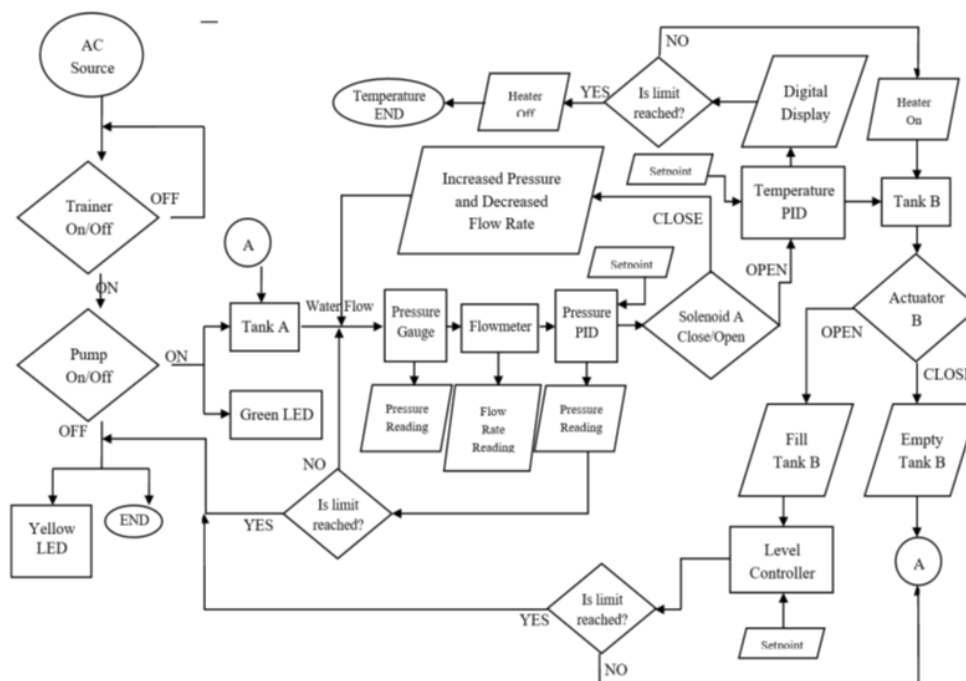 AC
Source
Trainer
On/Off
OFF
ON
Pump
On/Off
ON
OFF
Yellow
LED
END
A
Tank A
Green LED
Water Flow
Pressure
Gauge
Flowmeter
Pressure
PID
Setpoint
Pressure
Reading
Flow
Rate
Reading
Pressure
Reading
Is limit
reached?
NO
YES
Increased Pressure
and Decreased
Flow Rate
CLOSE
Solenoid A
Close/Open
OPEN
Temperature
END
Heater
Off
YES
Is limit
reached?
NO
Digital
Display
Setpoint
Temperature
PID
Heater
On
Tank B
Actuator
B
OPEN
CLOSE
Fill
Tank B
Empty
Tank B
A
Level
Controller
Setpoint
Is limit
reached?
YES
NO